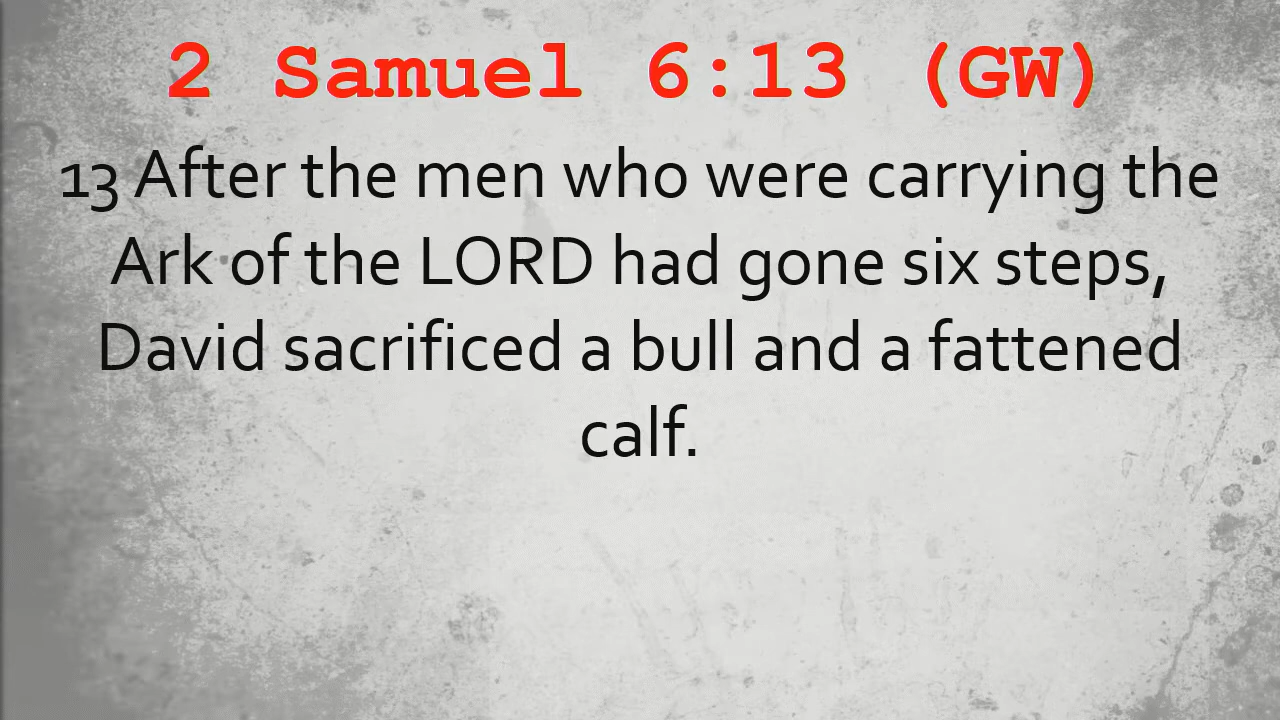 2 Samuel 6:13 (GW)
13 After the men who were carrying the
Ark of the LORD had gone six steps,
David sacrificed a bull and a fattened
calf.